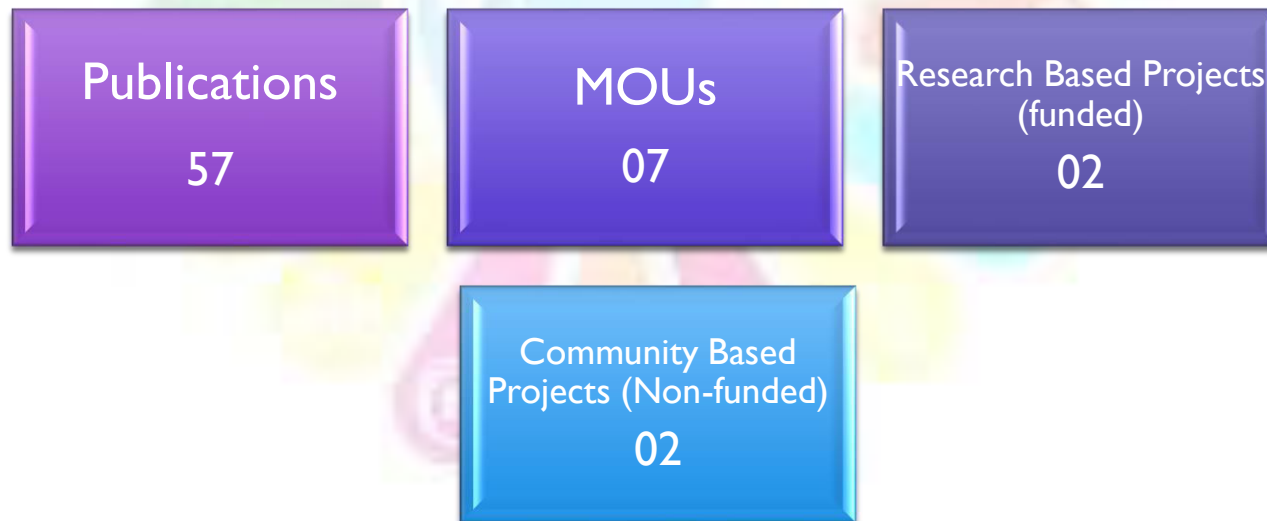 Publications
57
MOUs
07
Research Based Projects
(funded)
02
Community Based
Projects (Non-funded)
02